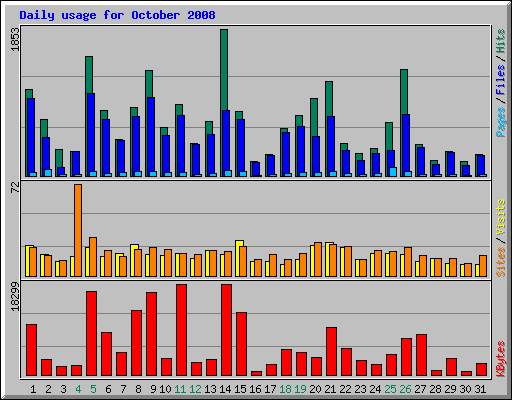 Daily usage for October 2008
1853
Pages / Files / Hits
72
Sites / Visits
18299
KBytes
1 2 3 4 5 6 7 8 9 10 11 12 13 14 15 16 17 18 19 20 21 22 23 24 25 26 27 28 29 30 31